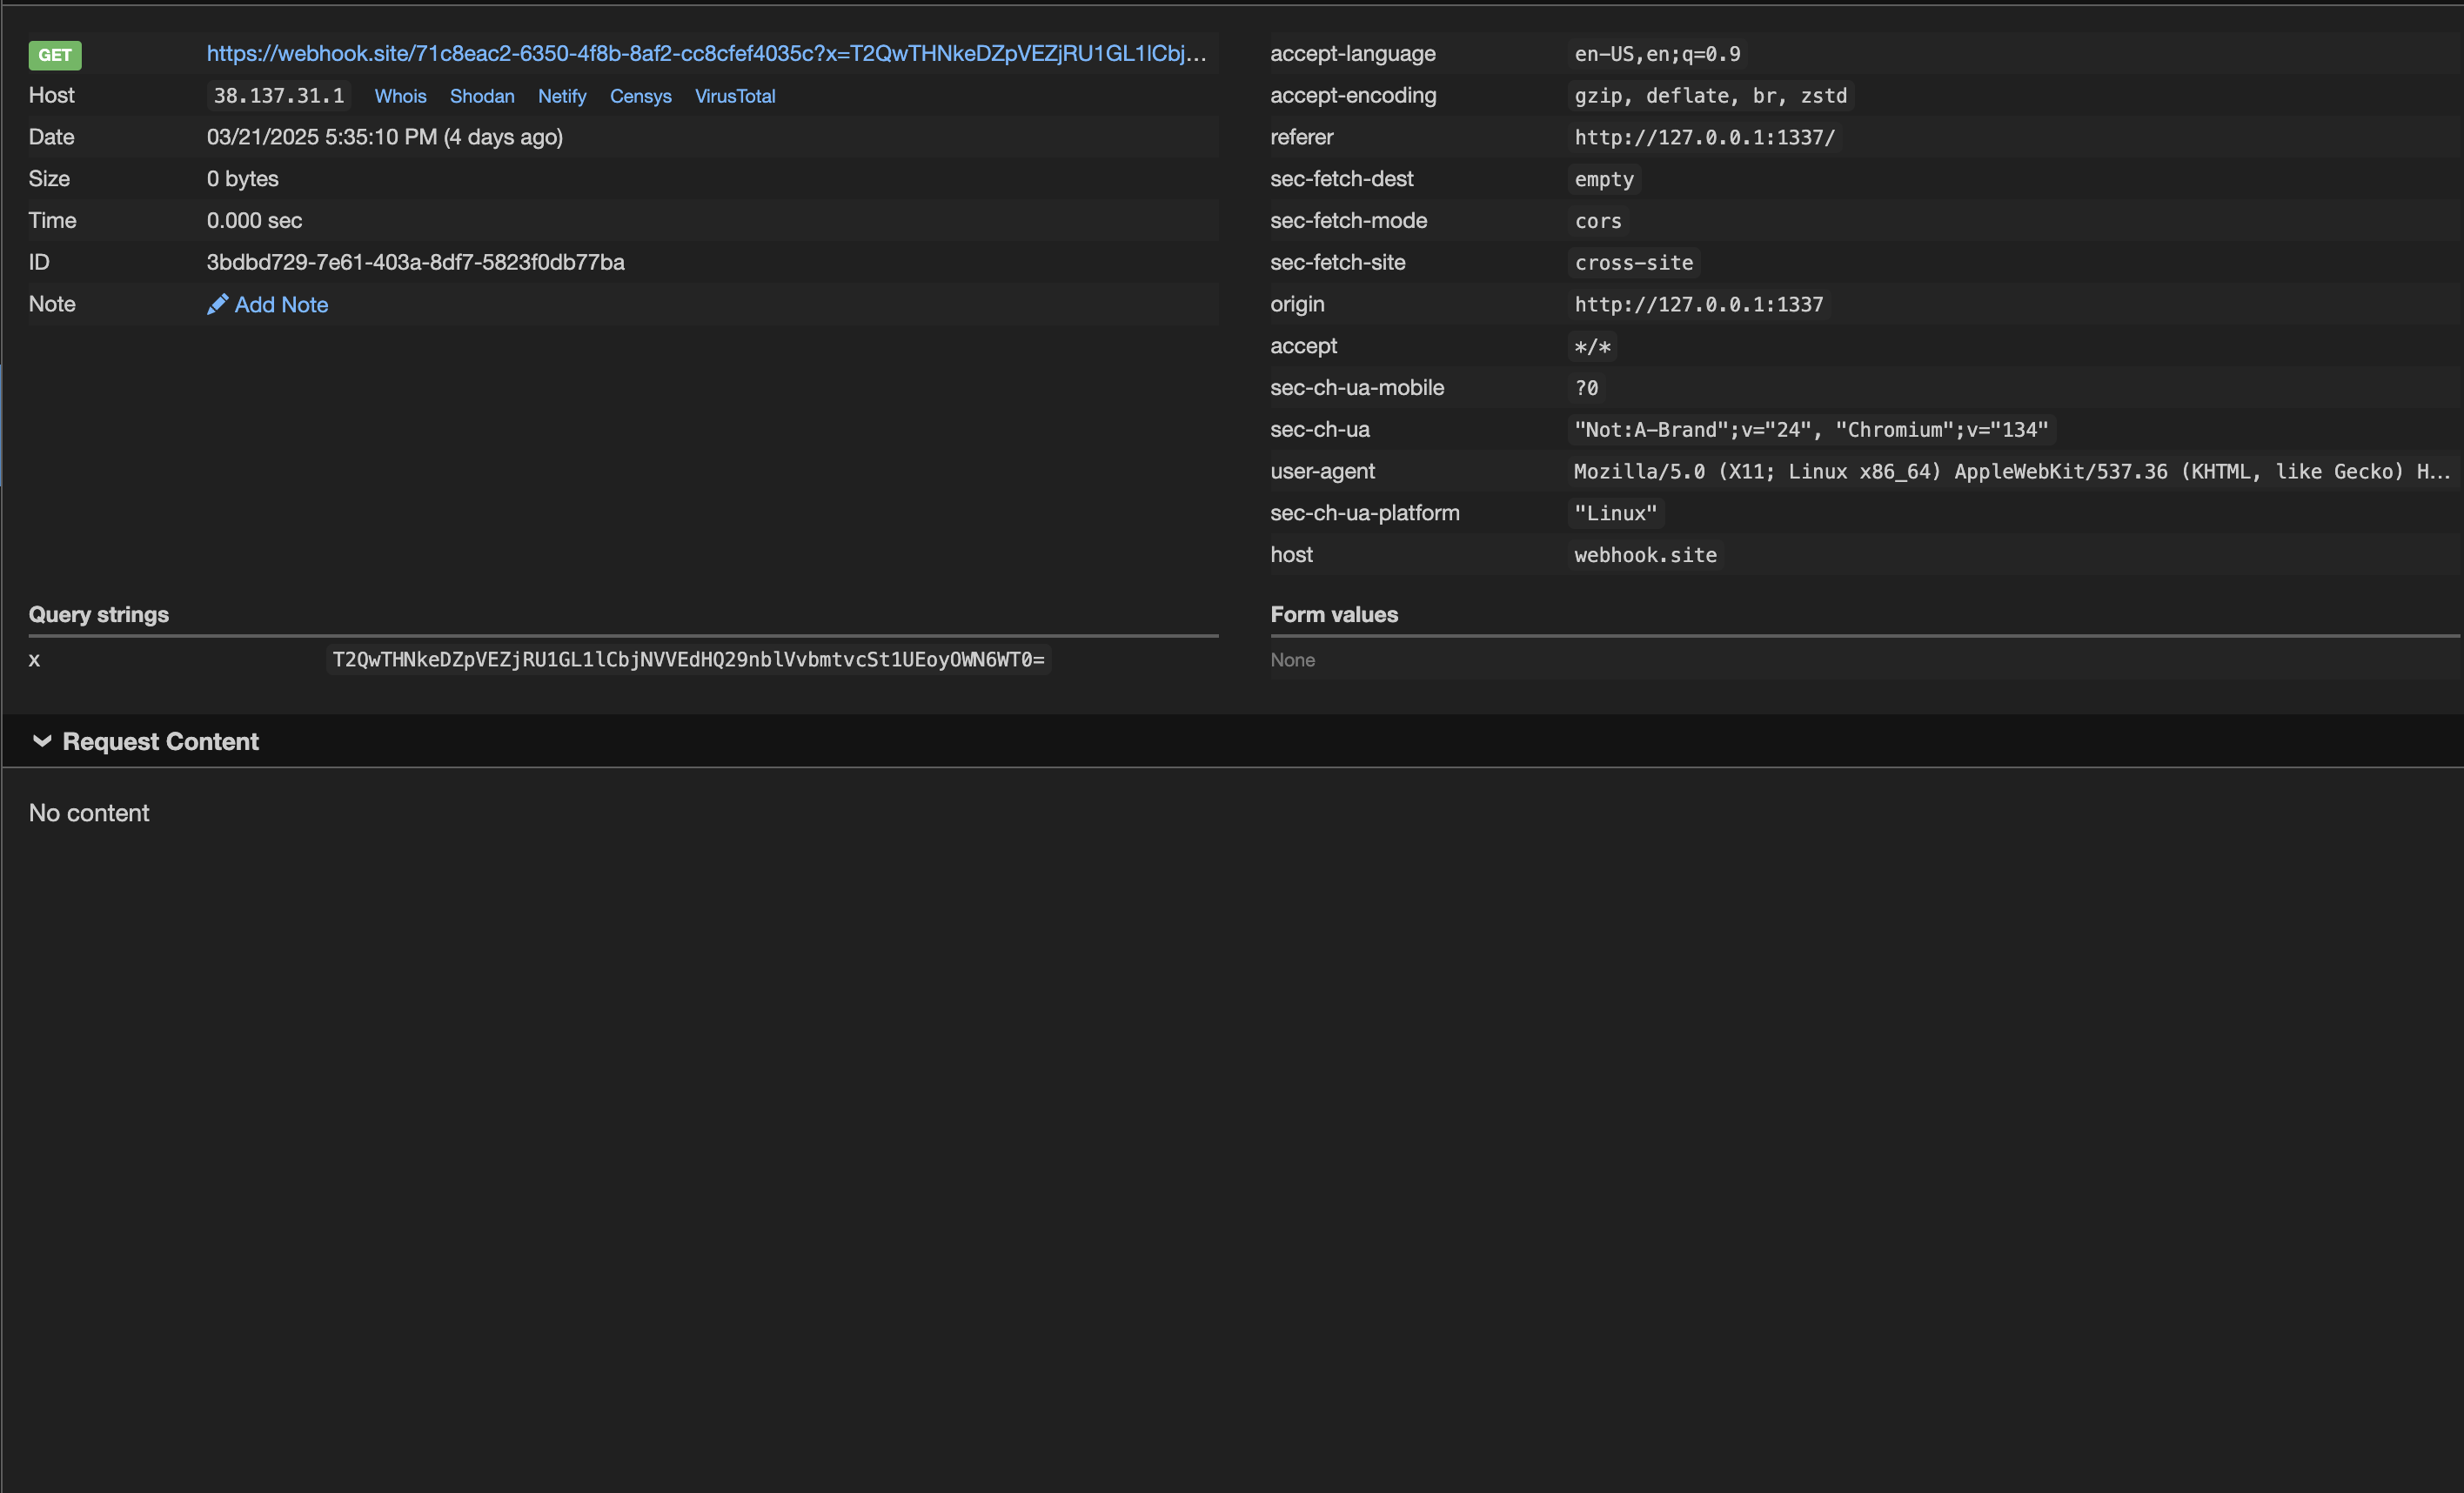 GET https://webhook.site/71c8eac2-6350-4f8b-8af2-cc8cfef4035c?x=T2QwTHNkeDZpVEZjRU1GL1lCbj...
Host 38.137.31.1 Whois Shodan Netify Censys VirusTotal
Date 03/21/2025 5:35:10 PM (4 days ago)
Size 0 bytes
Time 0.000 sec
ID 3bdbd729-7e61-403a-8df7-5823f0db77ba
Note Add Note
accept-language en-US,en;q=0.9
accept-encoding gzip, deflate, br, zstd
referer http://127.0.0.1:1337/
sec-fetch-dest empty
sec-fetch-mode cors
sec-fetch-site cross-site
origin http://127.0.0.1:1337
accept */*
sec-ch-ua-mobile ?0
sec-ch-ua "Not:A-Brand";v="24", "Chromium";v="134"
user-agent Mozilla/5.0 (X11; Linux x86_64) AppleWebKit/537.36 (KHTML, like Gecko) H...
sec-ch-ua-platform "Linux"
host webhook.site
Query strings
x T2QwTHNkeDZpVEZjRU1GL1lCbjNVVEdHQ29nblVvbmtvcSt1UEoyOWN6WT0=
Form values
None
Request Content
No content